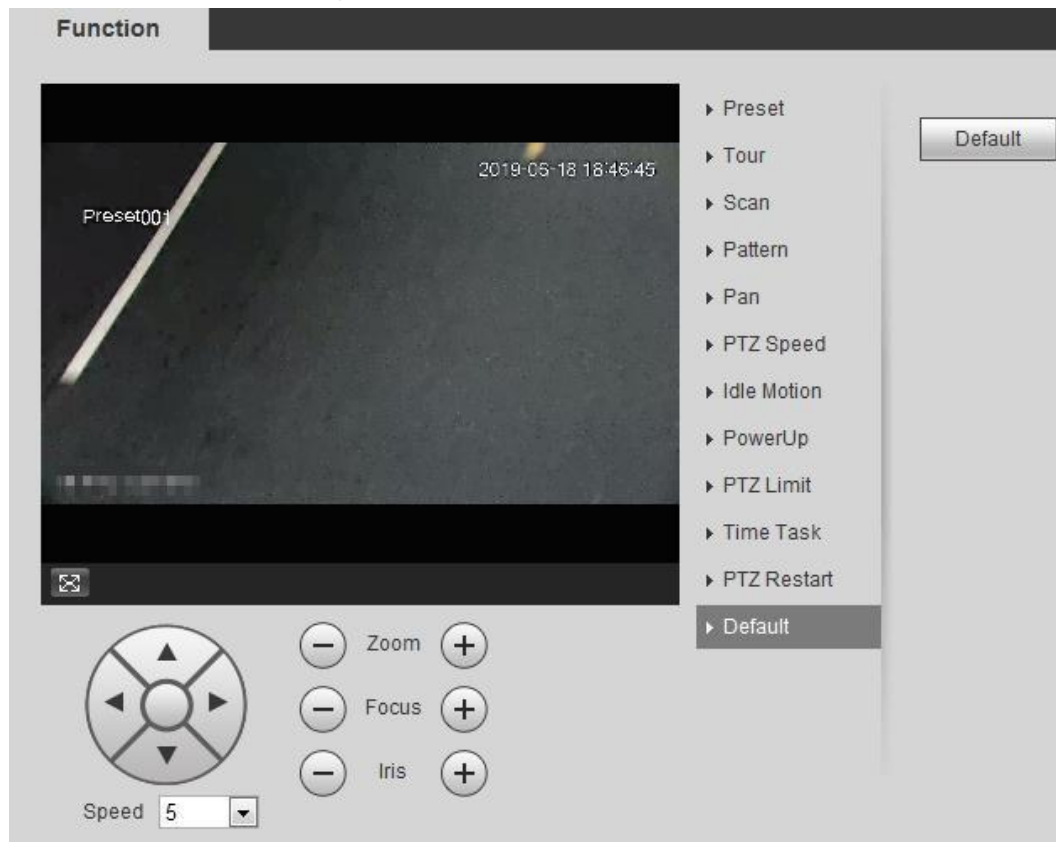 Function
2019-06-18 18:46:45
Preset001
Preset
Tour
Scan
Pattern
Pan
PTZ Speed
Idle Motion
PowerUp
PTZ Limit
Time Task
PTZ Restart
Default
Default
Zoom
Focus
Iris
Speed 5